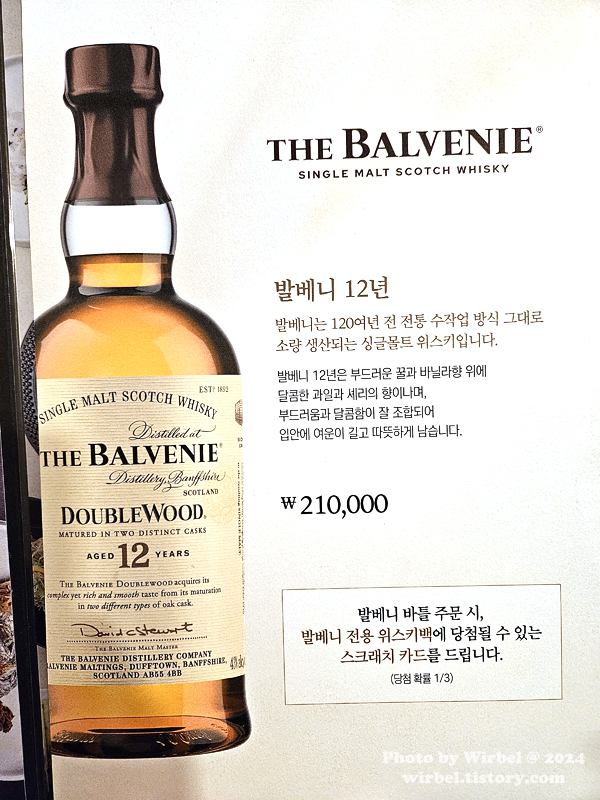 THE BALVENIE®
SINGLE MALT SCOTCH WHISKY
발베니 12년
발베니는 120여년 전 전통 수작업 방식 그대로
소량 생산되는 싱글몰트 위스키입니다.
발베니 12년은 부드러운 꿀과 바닐라향 위에
달콤한 과일과 셰리의 향이나며,
부드러움과 달콤함이 잘 조합되어
입안에 여운이 길고 따뜻하게 남습니다.
₩210,000
발베니 바틀 주문 시,
발베니 전용 위스키백에 당첨될 수 있는
스크래치 카드를 드립니다.
(당첨 확률 1/3)
ESTD 1892
SINGLE MALT SCOTCH WHISKY
Distilled at
THE BALVENIE®
Distillery, Banffshire
SCOTLAND
DOUBLEWOOD.
MATURED IN TWO DISTINCT CASKS
AGED 12 YEARS
THE BALVENIE DOUBLEWOOD acquires its
complex yet rich and smooth taste from its maturation
in two different types of oak cask.
David C Stewart
THE BALVENIE MALT MASTER
THE BALVENIE DISTILLERY COMPANY
BALVENIE MALTINGS, DUFFTOWN, BANFFSHIRE,
SCOTLAND AB55 4BB
Photo by Wirbel @ 2024
wirbel.tistory.com